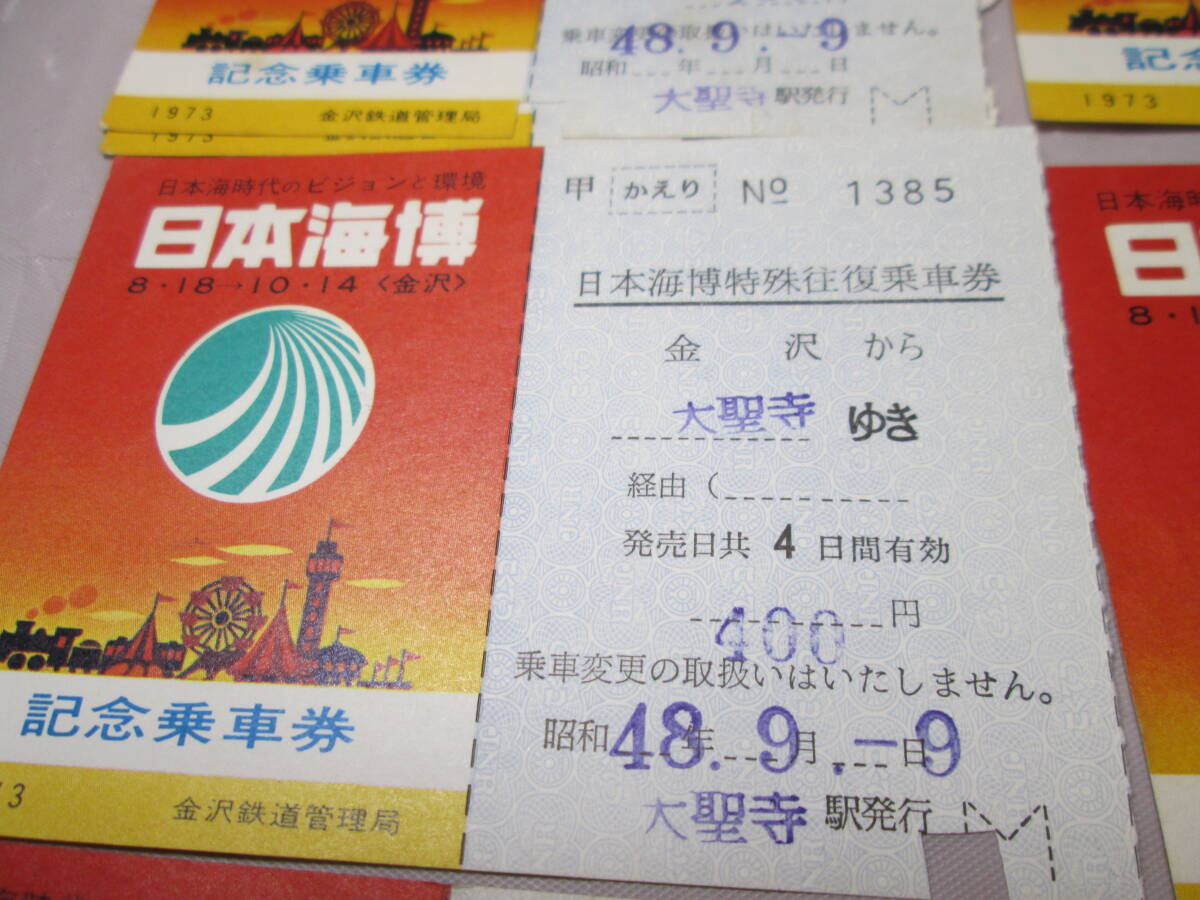 記念乗車券
1973 金沢鉄道管理局
1973
乗車変更の取扱いはいたしません。
48. 9. -9
昭和 年 月 日
大聖寺 駅発行
記念
1973
日本海時代のビジョンと環境
日本海博
8・18→10・14〈金沢〉
記念乗車券
金沢鉄道管理局
甲 かえり No 1385
日本海博特殊往復乗車券
金沢から
大聖寺 ゆき
経由(
発売日共 4 日間有効
400 円
乗車変更の取扱いはいたしません。
昭和 48. 年 9 月. -9 日
大聖寺 駅発行
日本海
日
8・1